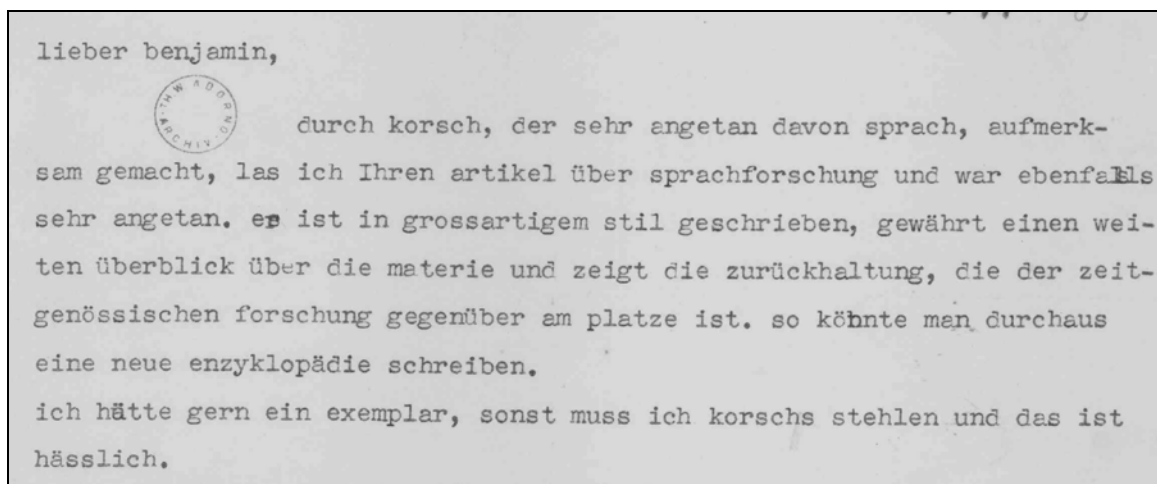 lieber benjamin,
THW ADORNO ARCHIV
durch korsch, der sehr angetan davon sprach, aufmerk-
sam gemacht, las ich Ihren artikel über sprachforschung und war ebenfalls
sehr angetan. er ist in grossartigem stil geschrieben, gewährt einen wei-
ten überblick über die materie und zeigt die zurückhaltung, die der zeit-
genössischen forschung gegenüber am platze ist. so könnte man durchaus
eine neue enzyklopädie schreiben.
ich hätte gern ein exemplar, sonst muss ich korschs stehlen und das ist
hässlich.